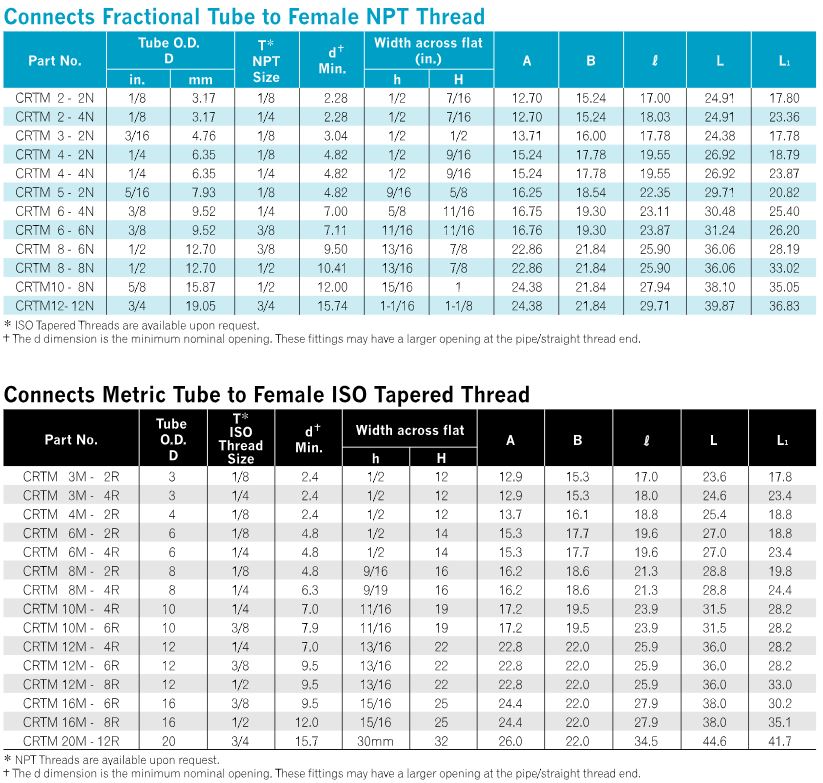 Connects Fractional Tube to Female NPT Thread
Part No. Tube O.D. D T* NPT Size d† Min. Width across flat (in.) A B ℓ L L1
in. mm h H
CRTM 2 - 2N 1/8 3.17 1/8 2.28 1/2 7/16 12.70 15.24 17.00 24.91 17.80
CRTM 2 - 4N 1/8 3.17 1/4 2.28 1/2 7/16 12.70 15.24 18.03 24.91 23.36
CRTM 3 - 2N 3/16 4.76 1/8 3.04 1/2 1/2 13.71 16.00 17.78 24.38 17.78
CRTM 4 - 2N 1/4 6.35 1/8 4.82 1/2 9/16 15.24 17.78 19.55 26.92 18.79
CRTM 4 - 4N 1/4 6.35 1/4 4.82 1/2 9/16 15.24 17.78 19.55 26.92 23.87
CRTM 5 - 2N 5/16 7.93 1/8 4.82 9/16 5/8 16.25 18.54 22.35 29.71 20.82
CRTM 6 - 4N 3/8 9.52 1/4 7.00 5/8 11/16 16.75 19.30 23.11 30.48 25.40
CRTM 6 - 6N 3/8 9.52 3/8 7.11 11/16 11/16 16.76 19.30 23.87 31.24 26.20
CRTM 8 - 6N 1/2 12.70 3/8 9.50 13/16 7/8 22.86 21.84 25.90 36.06 28.19
CRTM 8 - 8N 1/2 12.70 1/2 10.41 13/16 7/8 22.86 21.84 25.90 36.06 33.02
CRTM10 - 8N 5/8 15.87 1/2 12.00 15/16 1 24.38 21.84 27.94 38.10 35.05
CRTM12- 12N 3/4 19.05 3/4 15.74 1-1/16 1-1/8 24.38 21.84 29.71 39.87 36.83
* ISO Tapered Threads are available upon request.
† The d dimension is the minimum nominal opening. These fittings may have a larger opening at the pipe/straight thread end.
Connects Metric Tube to Female ISO Tapered Thread
Part No. Tube O.D. D T* ISO Thread Size d† Min. Width across flat A B ℓ L L1
h H
CRTM 3M - 2R 3 1/8 2.4 1/2 12 12.9 15.3 17.0 23.6 17.8
CRTM 3M - 4R 3 1/4 2.4 1/2 12 12.9 15.3 18.0 24.6 23.4
CRTM 4M - 2R 4 1/8 2.4 1/2 12 13.7 16.1 18.8 25.4 18.8
CRTM 6M - 2R 6 1/8 4.8 1/2 14 15.3 17.7 19.6 27.0 18.8
CRTM 6M - 4R 6 1/4 4.8 1/2 14 15.3 17.7 19.6 27.0 23.4
CRTM 8M - 2R 8 1/8 4.8 9/16 16 16.2 18.6 21.3 28.8 19.8
CRTM 8M - 4R 8 1/4 6.3 9/19 16 16.2 18.6 21.3 28.8 24.4
CRTM 10M - 4R 10 1/4 7.0 11/16 19 17.2 19.5 23.9 31.5 28.2
CRTM 10M - 6R 10 3/8 7.9 11/16 19 17.2 19.5 23.9 31.5 28.2
CRTM 12M - 4R 12 1/4 7.0 13/16 22 22.8 22.0 25.9 36.0 28.2
CRTM 12M - 6R 12 3/8 9.5 13/16 22 22.8 22.0 25.9 36.0 28.2
CRTM 12M - 8R 12 1/2 9.5 13/16 22 22.8 22.0 25.9 36.0 33.0
CRTM 16M - 6R 16 3/8 9.5 15/16 25 24.4 22.0 27.9 38.0 30.2
CRTM 16M - 8R 16 1/2 12.0 15/16 25 24.4 22.0 27.9 38.0 35.1
CRTM 20M - 12R 20 3/4 15.7 30mm 32 26.0 22.0 34.5 44.6 41.7
* NPT Threads are available upon request.
† The d dimension is the minimum nominal opening. These fittings may have a larger opening at the pipe/straight thread end.